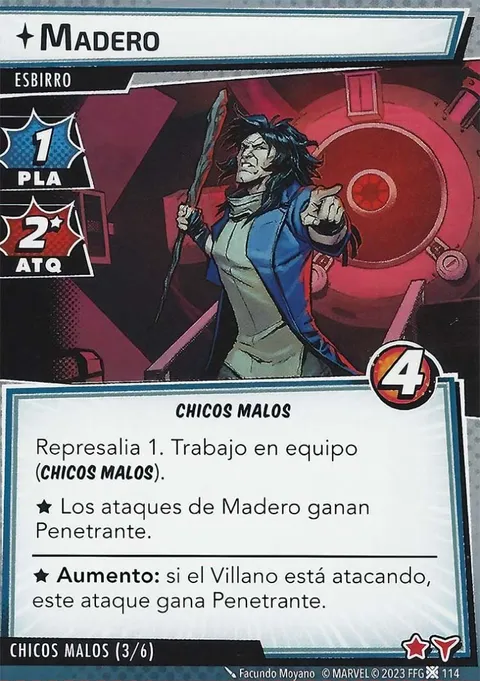 MADERO
ESBIRRO
1
PLA
2★
ATQ
4
CHICOS MALOS
Represalia 1. Trabajo en equipo
(CHICOS MALOS).
★ Los ataques de Madero ganan
Penetrante.
★ Aumento: si el Villano está atacando,
este ataque gana Penetrante.
CHICOS MALOS (3/6)
Facundo Moyano © MARVEL © 2023 FFG 114